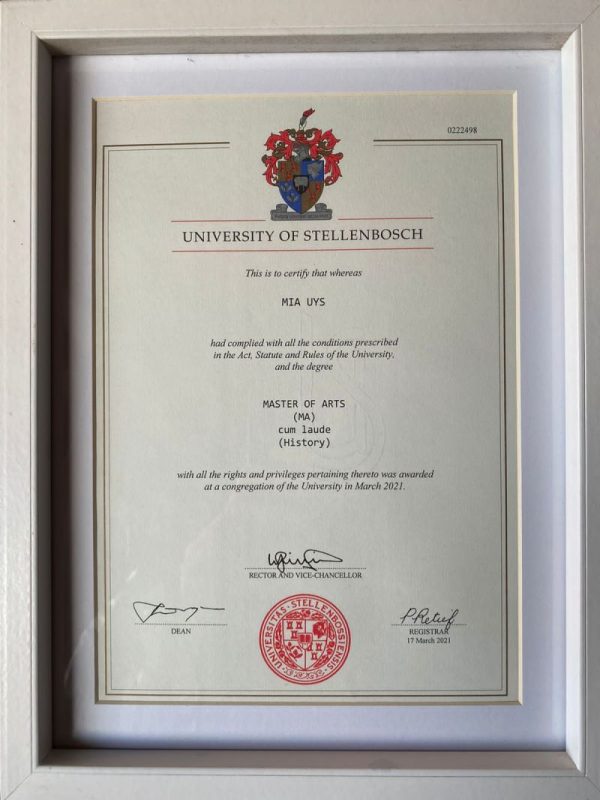 0222498
UNIVERSITY OF STELLENBOSCH
This is to certify that whereas
MIA UYS
had complied with all the conditions prescribed
in the Act, Statute and Rules of the University,
and the degree
MASTER OF ARTS
(MA)
cum laude
(History)
with all the rights and privileges pertaining thereto was awarded
at a congregation of the University in March 2021.
RECTOR AND VICE-CHANCELLOR
DEAN
UNIVERSITAS · STELLENBOSSIENSIS
P Retief
REGISTRAR
17 March 2021